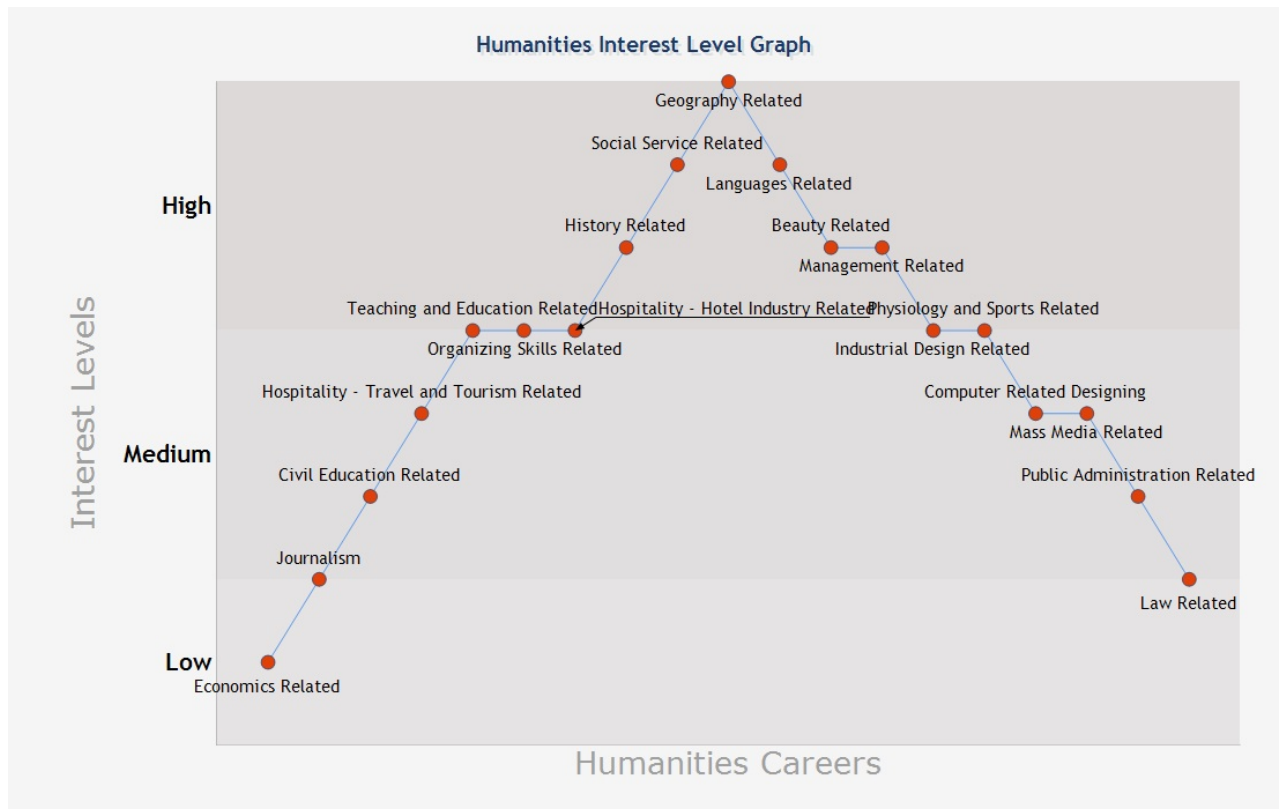 Humanities Interest Level Graph
Geography Related
Social Service Related
Languages Related
High
History Related
Beauty Related
Management Related
Teaching and Education Related
Hospitality - Hotel Industry Related
Physiology and Sports Related
Organizing Skills Related
Industrial Design Related
Interest Levels
Hospitality - Travel and Tourism Related
Computer Related Designing
Mass Media Related
Medium
Civil Education Related
Public Administration Related
Journalism
Law Related
Low
Economics Related
Humanities Careers